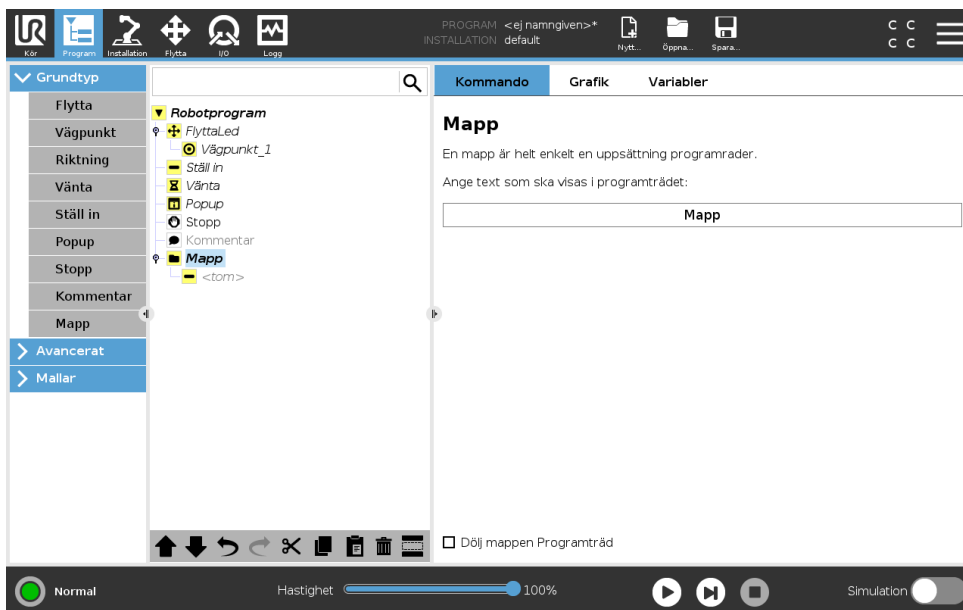 UR
PROGRAM <ej namngiven>*
INSTALLATION default
C C
C C
Kör Program Installation Flytta I/O Logg Nytt... Öppna... Spara...
Grundtyp
Flytta
Vägpunkt
Riktning
Vänta
Ställ in
Popup
Stopp
Kommentar
Mapp
Avancerat
Mallar
Robotprogram
FlyttaLed
Vägpunkt_1
Ställ in
Vänta
Popup
Stopp
Kommentar
Mapp
<tom>
Kommando Grafik Variabler
Mapp
En mapp är helt enkelt en uppsättning programrader.
Ange text som ska visas i programträdet:
Mapp
Dölj mappen Programträd
Normal Hastighet 100% Simulation